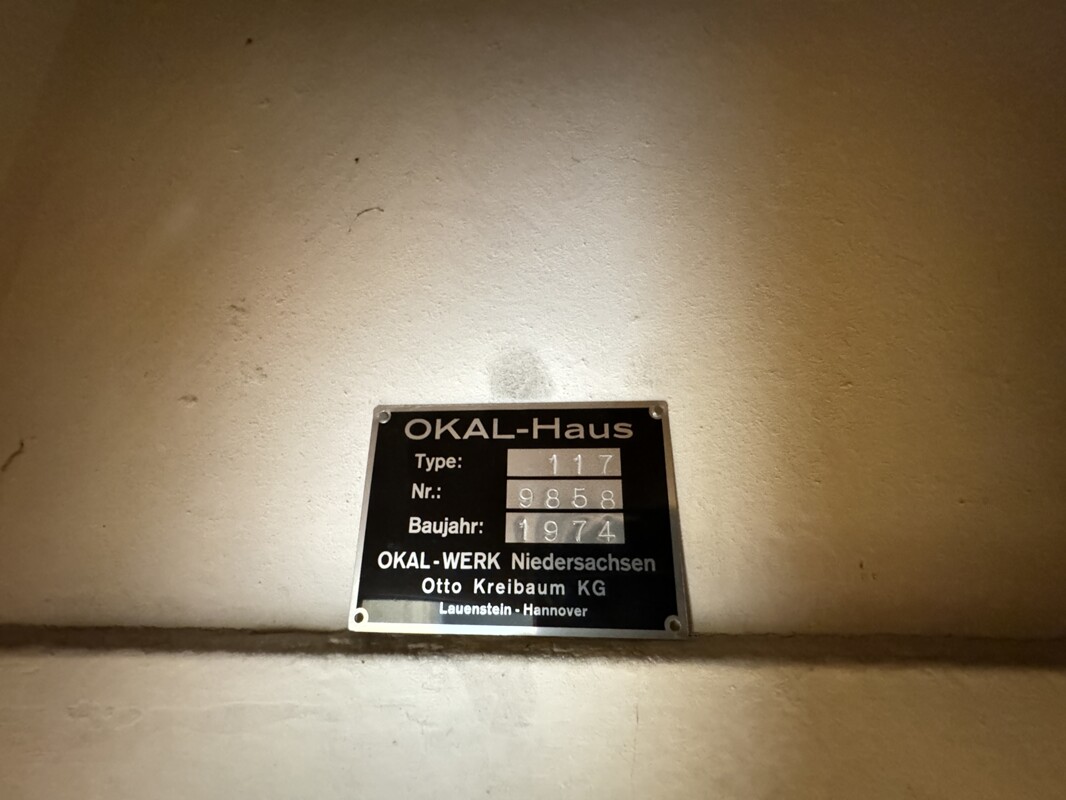 OKAL-Haus
Type: 117
Nr.: 9858
Baujahr: 1974
OKAL-WERK Niedersachsen
Otto Kreibaum KG
Lauenstein - Hannover